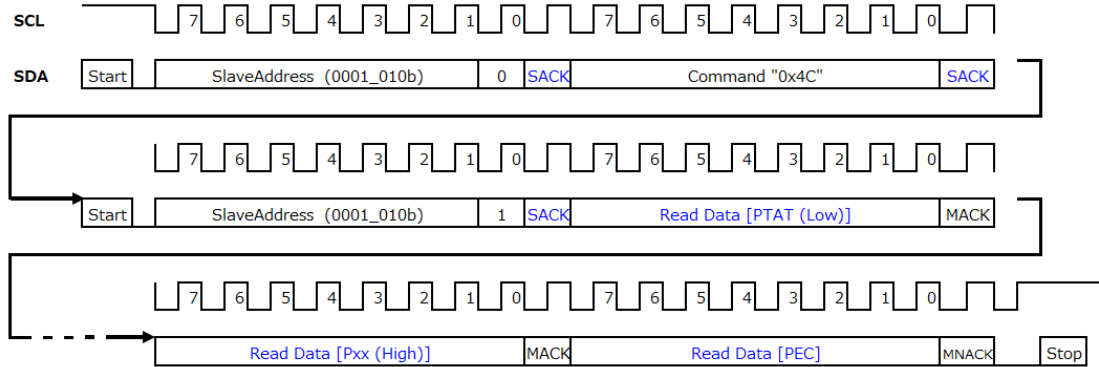 SCL 7 6 5 4 3 2 1 0 7 6 5 4 3 2 1 0
SDA Start SlaveAddress (0001_010b) 0 SACK Command "0x4C" SACK
7 6 5 4 3 2 1 0 7 6 5 4 3 2 1 0
Start SlaveAddress (0001_010b) 1 SACK Read Data [PTAT (Low)] MACK
7 6 5 4 3 2 1 0 7 6 5 4 3 2 1 0
Read Data [Pxx (High)] MACK Read Data [PEC] MNACK Stop